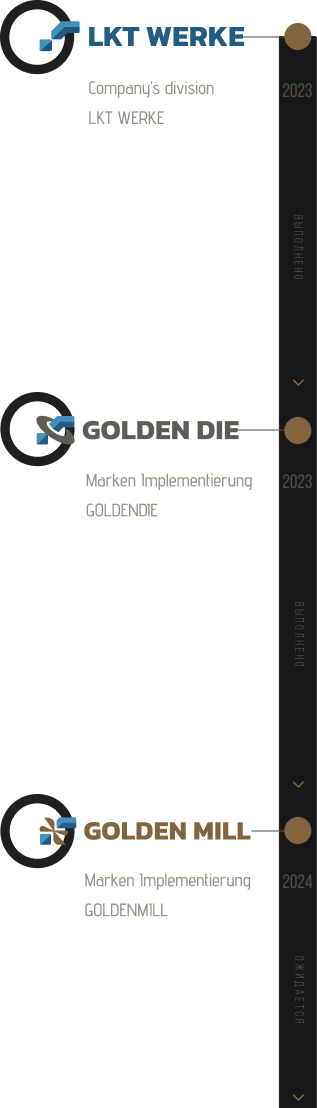 LKT WERKE
2023
Company's division
LKT WERKE
ВЫПОЛНЕНО
GOLDEN DIE
2023
Marken Implementierung
GOLDENDIE
ВЫПОЛНЕНО
GOLDEN MILL
2024
Marken Implementierung
GOLDENMILL
ОЖИДАЕТСЯ